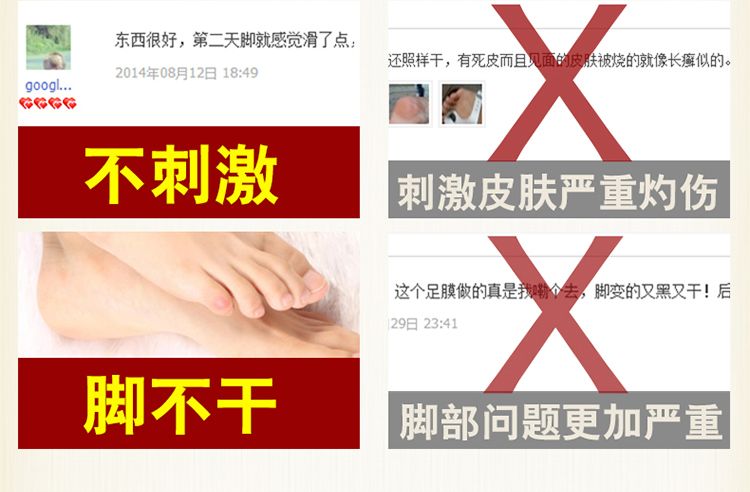 东西很好，第二天脚就感觉滑了点，
2014年08月12日 18:49
googl...
不刺激
还照样干，有死皮而且见面的皮肤被烧的就像长癣似的。
刺激皮肤严重灼伤
脚不干
这个足膜做的真是我嘞个去，脚变的又黑又干！后
29日 23:41
脚部问题更加严重